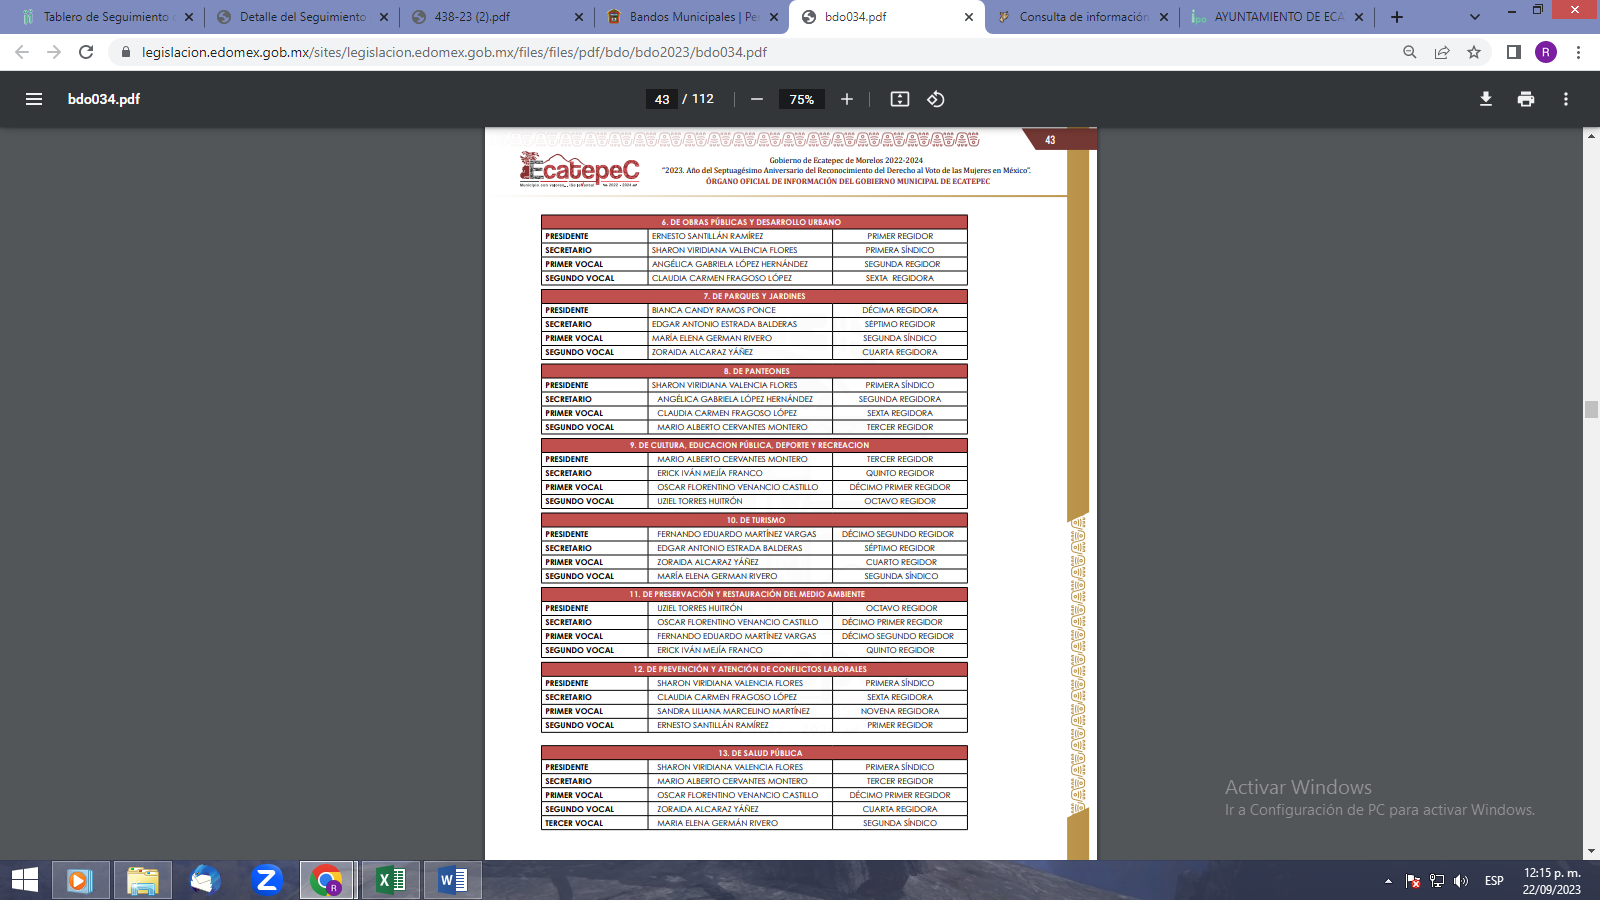 Tablero de Seguimiento
Detalle del Seguimiento
438-23 (2).pdf
Bandos Municipales | Pe
bdo034.pdf
Consulta de información
AYUNTAMIENTO DE ECA
legislacion.edomex.gob.mx/sites/legislacion.edomex.gob.mx/files/files/pdf/bdo/bdo2023/bdo034.pdf
R
bdo034.pdf
43 / 112
75%
43
EcatepeC
Gobierno de Ecatepec de Morelos 2022-2024
"2023. Año del Septuagésimo Aniversario del Reconocimiento del Derecho al Voto de las Mujeres en México".
ÓRGANO OFICIAL DE INFORMACIÓN DEL GOBIERNO MUNICIPAL DE ECATEPEC
6. DE OBRAS PÚBLICAS Y DESARROLLO URBANO
PRESIDENTE ERNESTO SANTILLÁN RAMÍREZ PRIMER REGIDOR
SECRETARIO SHARON VIRIDIANA VALENCIA FLORES PRIMERA SÍNDICO
PRIMER VOCAL ANGÉLICA GABRIELA LÓPEZ HERNÁNDEZ SEGUNDA REGIDOR
SEGUNDO VOCAL CLAUDIA CARMEN FRAGOSO LÓPEZ SEXTA REGIDORA
7. DE PARQUES Y JARDINES
PRESIDENTE BIANCA CANDY RAMOS PONCE DÉCIMA REGIDORA
SECRETARIO EDGAR ANTONIO ESTRADA BALDERAS SÉPTIMO REGIDOR
PRIMER VOCAL MARÍA ELENA GERMAN RIVERO SEGUNDA SÍNDICO
SEGUNDO VOCAL ZORAIDA ALCARAZ YÁÑEZ CUARTA REGIDORA
8. DE PANTEONES
PRESIDENTE SHARON VIRIDIANA VALENCIA FLORES PRIMERA SÍNDICO
SECRETARIO ANGÉLICA GABRIELA LÓPEZ HERNÁNDEZ SEGUNDA REGIDORA
PRIMER VOCAL CLAUDIA CARMEN FRAGOSO LÓPEZ SEXTA REGIDORA
SEGUNDO VOCAL MARIO ALBERTO CERVANTES MONTERO TERCER REGIDOR
9. DE CULTURA, EDUCACION PÚBLICA, DEPORTE Y RECREACION
PRESIDENTE MARIO ALBERTO CERVANTES MONTERO TERCER REGIDOR
SECRETARIO ERICK IVÁN MEJÍA FRANCO QUINTO REGIDOR
PRIMER VOCAL OSCAR FLORENTINO VENANCIO CASTILLO DÉCIMO PRIMER REGIDOR
SEGUNDO VOCAL UZIEL TORRES HUITRÓN OCTAVO REGIDOR
10. DE TURISMO
PRESIDENTE FERNANDO EDUARDO MARTÍNEZ VARGAS DÉCIMO SEGUNDO REGIDOR
SECRETARIO EDGAR ANTONIO ESTRADA BALDERAS SÉPTIMO REGIDOR
PRIMER VOCAL ZORAIDA ALCARAZ YÁÑEZ CUARTO REGIDOR
SEGUNDO VOCAL MARÍA ELENA GERMAN RIVERO SEGUNDA SÍNDICO
11. DE PRESERVACIÓN Y RESTAURACIÓN DEL MEDIO AMBIENTE
PRESIDENTE UZIEL TORRES HUITRÓN OCTAVO REGIDOR
SECRETARIO OSCAR FLORENTINO VENANCIO CASTILLO DÉCIMO PRIMER REGIDOR
PRIMER VOCAL FERNANDO EDUARDO MARTÍNEZ VARGAS DÉCIMO SEGUNDO REGIDOR
SEGUNDO VOCAL ERICK IVÁN MEJÍA FRANCO QUINTO REGIDOR
12. DE PREVENCIÓN Y ATENCIÓN DE CONFLICTOS LABORALES
PRESIDENTE SHARON VIRIDIANA VALENCIA FLORES PRIMERA SÍNDICO
SECRETARIO CLAUDIA CARMEN FRAGOSO LÓPEZ SEXTA REGIDORA
PRIMER VOCAL SANDRA LILIANA MARCELINO MARTÍNEZ NOVENA REGIDORA
SEGUNDO VOCAL ERNESTO SANTILLÁN RAMÍREZ PRIMER REGIDOR
13. DE SALUD PÚBLICA
PRESIDENTE SHARON VIRIDIANA VALENCIA FLORES PRIMERA SÍNDICO
SECRETARIO MARIO ALBERTO CERVANTES MONTERO TERCER REGIDOR
PRIMER VOCAL OSCAR FLORENTINO VENANCIO CASTILLO DÉCIMO PRIMER REGIDOR
SEGUNDO VOCAL ZORAIDA ALCARAZ YÁÑEZ CUARTA REGIDORA
TERCER VOCAL MARIA ELENA GERMÁN RIVERO SEGUNDA SÍNDICO
Activar Windows
Ir a Configuración de PC para activar Windows.
ESP
12:15 p. m.
22/09/2023